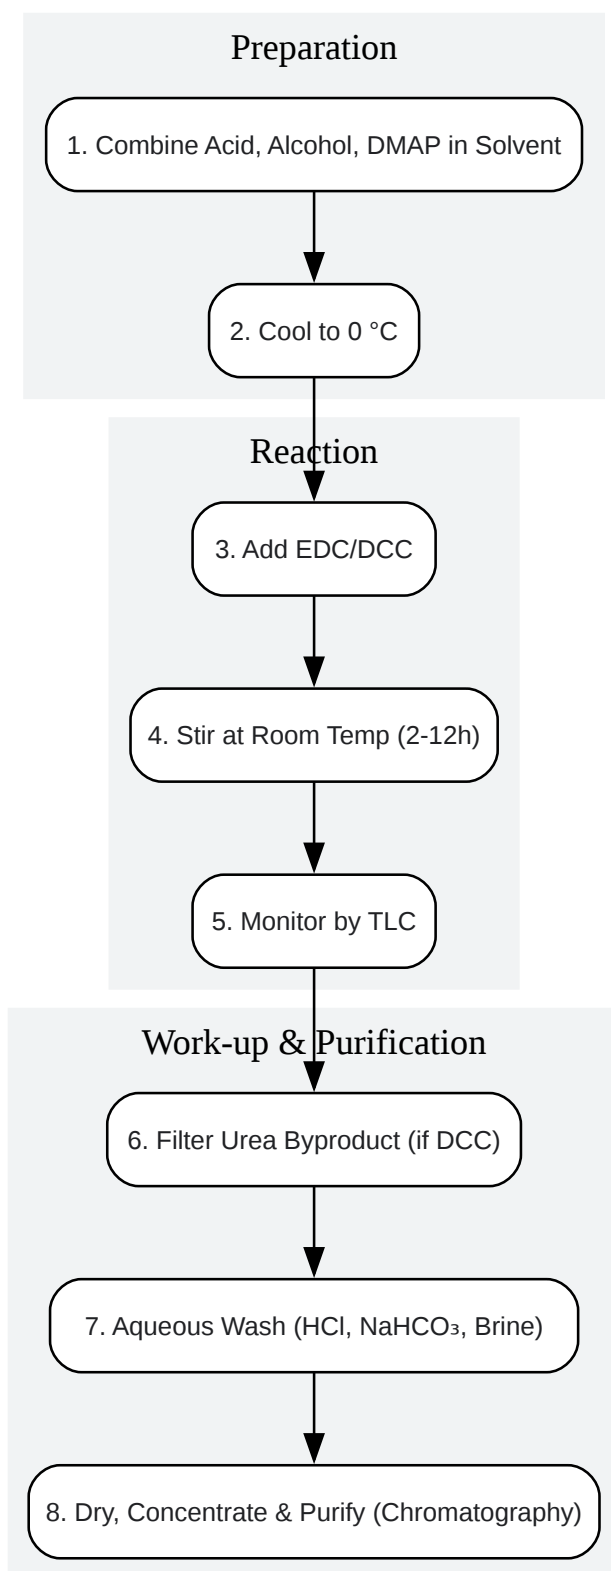 Preparation
1. Combine Acid, Alcohol, DMAP in Solvent
2. Cool to 0 °C
Reaction
3. Add EDC/DCC
4. Stir at Room Temp (2-12h)
5. Monitor by TLC
Work-up & Purification
6. Filter Urea Byproduct (if DCC)
7. Aqueous Wash (HCl, NaHCO₃, Brine)
8. Dry, Concentrate & Purify (Chromatography)